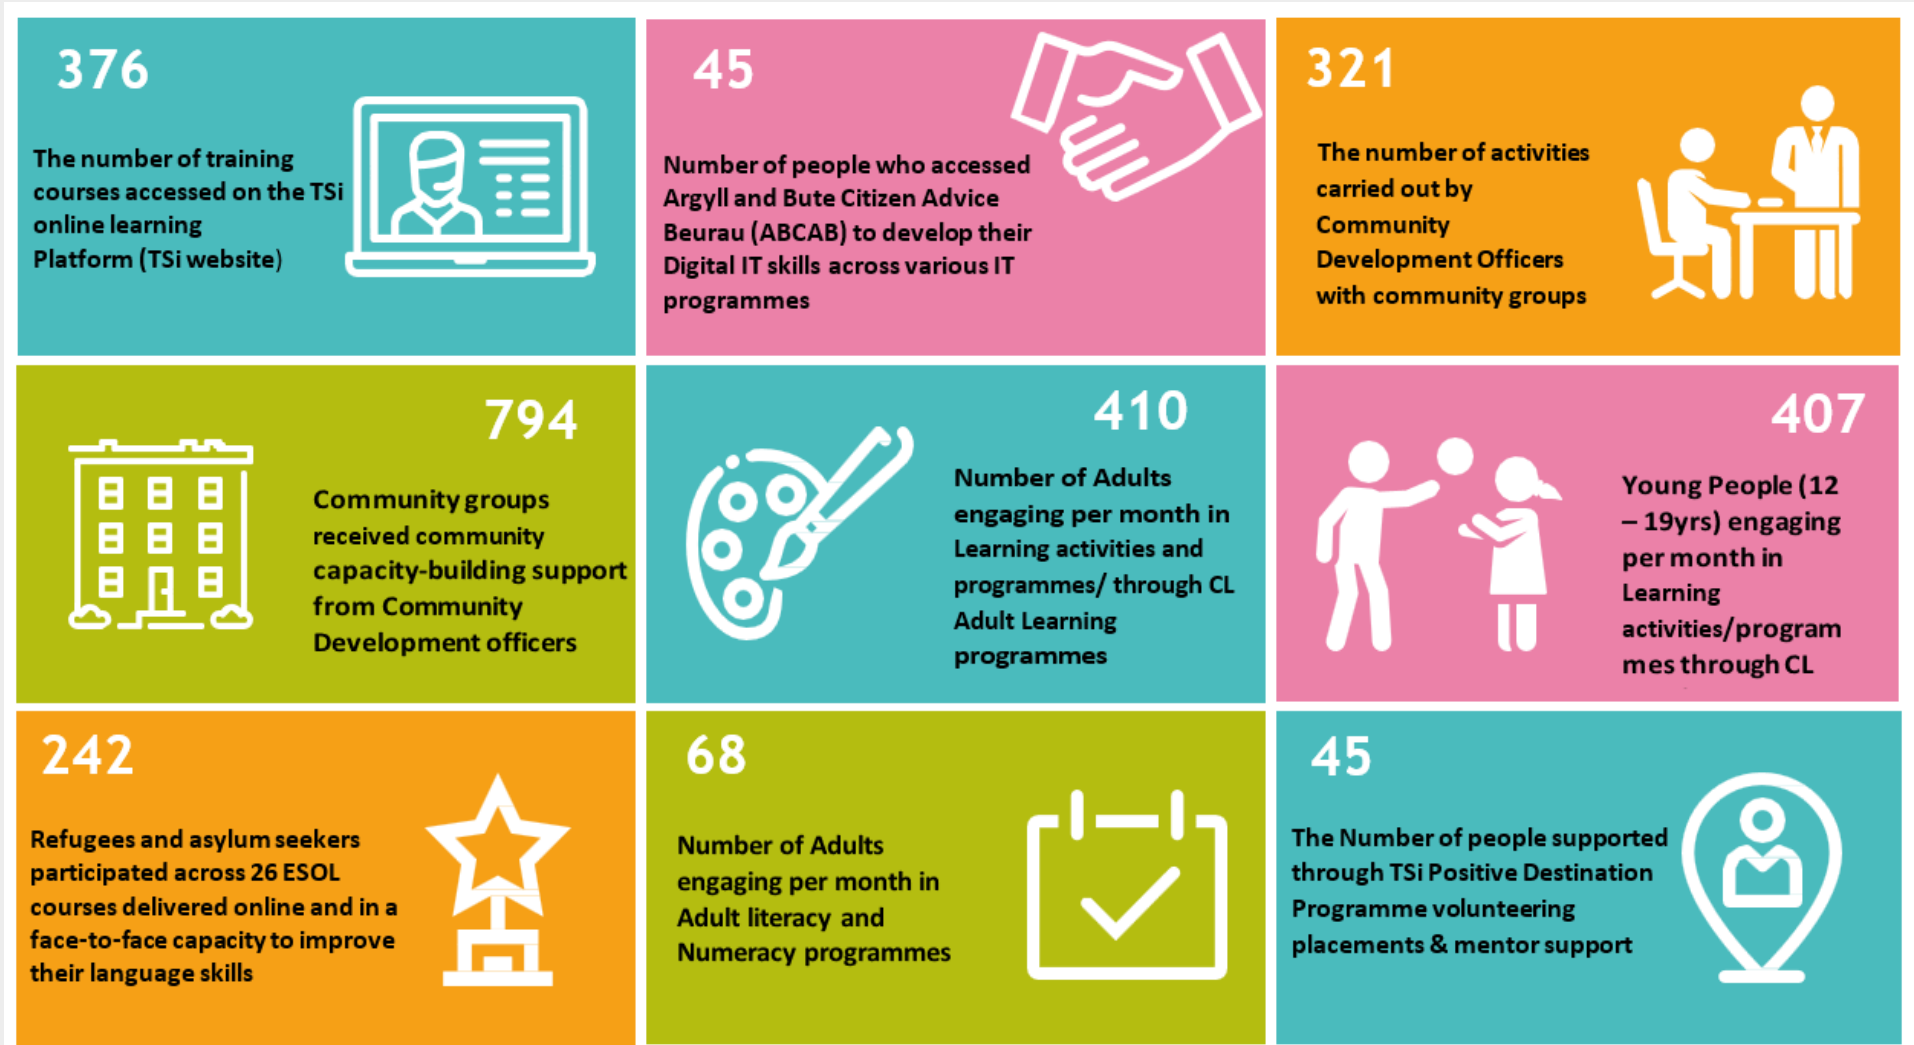 376
The number of training
courses accessed on the TSi
online learning
Platform (TSi website)
45
Number of people who accessed
Argyll and Bute Citizen Advice
Beurau (ABCAB) to develop their
Digital IT skills across various IT
programmes
321
The number of activities
carried out by
Community
Development Officers
with community groups
794
Community groups
received community
capacity-building support
from Community
Development officers
410
Number of Adults
engaging per month in
Learning activities and
programmes/ through CL
Adult Learning
programmes
407
Young People (12
– 19yrs) engaging
per month in
Learning
activities/program
mes through CL
242
Refugees and asylum seekers
participated across 26 ESOL
courses delivered online and in a
face-to-face capacity to improve
their language skills
68
Number of Adults
engaging per month in
Adult literacy and
Numeracy programmes
45
The Number of people supported
through TSi Positive Destination
Programme volunteering
placements & mentor support